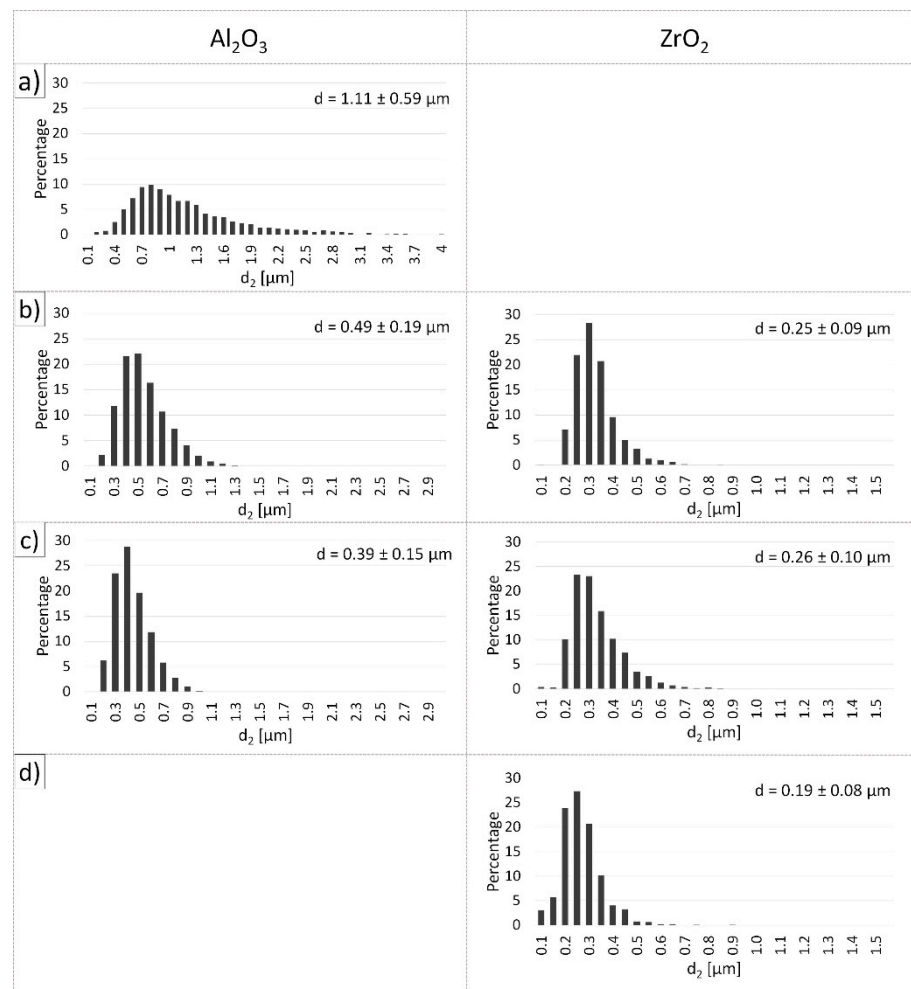 Al₂O₃
ZrO₂
a)
30
25
20
15
10
5
0
Percentage
d = 1.11 ± 0.59 µm
0.1 0.4 0.7 1 1.3 1.6 1.9 2.2 2.5 2.8 3.1 3.4 3.7 4
d₂ [µm]
b)
30
25
20
15
10
5
0
Percentage
d = 0.49 ± 0.19 µm
0.1 0.3 0.5 0.7 0.9 1.1 1.3 1.5 1.7 1.9 2.1 2.3 2.5 2.7 2.9
d₂ [µm]
30
25
20
15
10
5
0
Percentage
d = 0.25 ± 0.09 µm
0.1 0.2 0.3 0.4 0.5 0.6 0.7 0.8 0.9 1.0 1.1 1.2 1.3 1.4 1.5
d₂ [µm]
c)
30
25
20
15
10
5
0
Percentage
d = 0.39 ± 0.15 µm
0.1 0.3 0.5 0.7 0.9 1.1 1.3 1.5 1.7 1.9 2.1 2.3 2.5 2.7 2.9
d₂ [µm]
30
25
20
15
10
5
0
Percentage
d = 0.26 ± 0.10 µm
0.1 0.2 0.3 0.4 0.5 0.6 0.7 0.8 0.9 1.0 1.1 1.2 1.3 1.4 1.5
d₂ [µm]
d)
30
25
20
15
10
5
0
Percentage
d = 0.19 ± 0.08 µm
0.1 0.2 0.3 0.4 0.5 0.6 0.7 0.8 0.9 1.0 1.1 1.2 1.3 1.4 1.5
d₂ [µm]